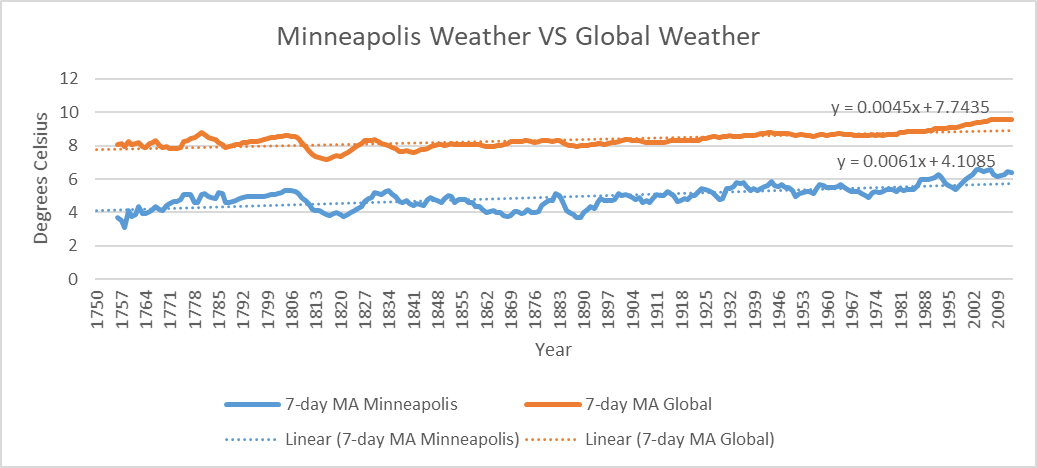 Minneapolis Weather VS Global Weather
Degrees Celsius
12
10
8
6
4
2
0
y = 0.0045x + 7.7435
y = 0.0061x + 4.1085
1750 1757 1764 1771 1778 1785 1792 1799 1806 1813 1820 1827 1834 1841 1848 1855 1862 1869 1876 1883 1890 1897 1904 1911 1918 1925 1932 1939 1946 1953 1960 1967 1974 1981 1988 1995 2002 2009
Year
7-day MA Minneapolis 7-day MA Global
Linear (7-day MA Minneapolis) Linear (7-day MA Global)